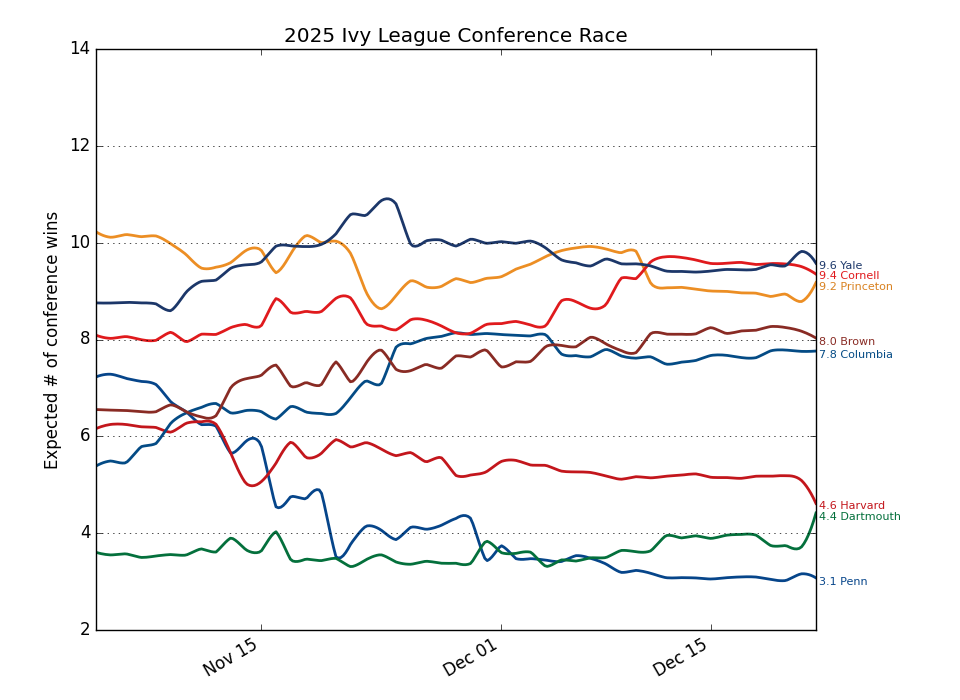 2025 Ivy League Conference Race
Expected # of conference wins
14
12
10
8
6
4
2
9.6 Yale
9.4 Cornell
9.2 Princeton
8.0 Brown
7.8 Columbia
4.6 Harvard
4.4 Dartmouth
3.1 Penn
Nov 15
Dec 01
Dec 15